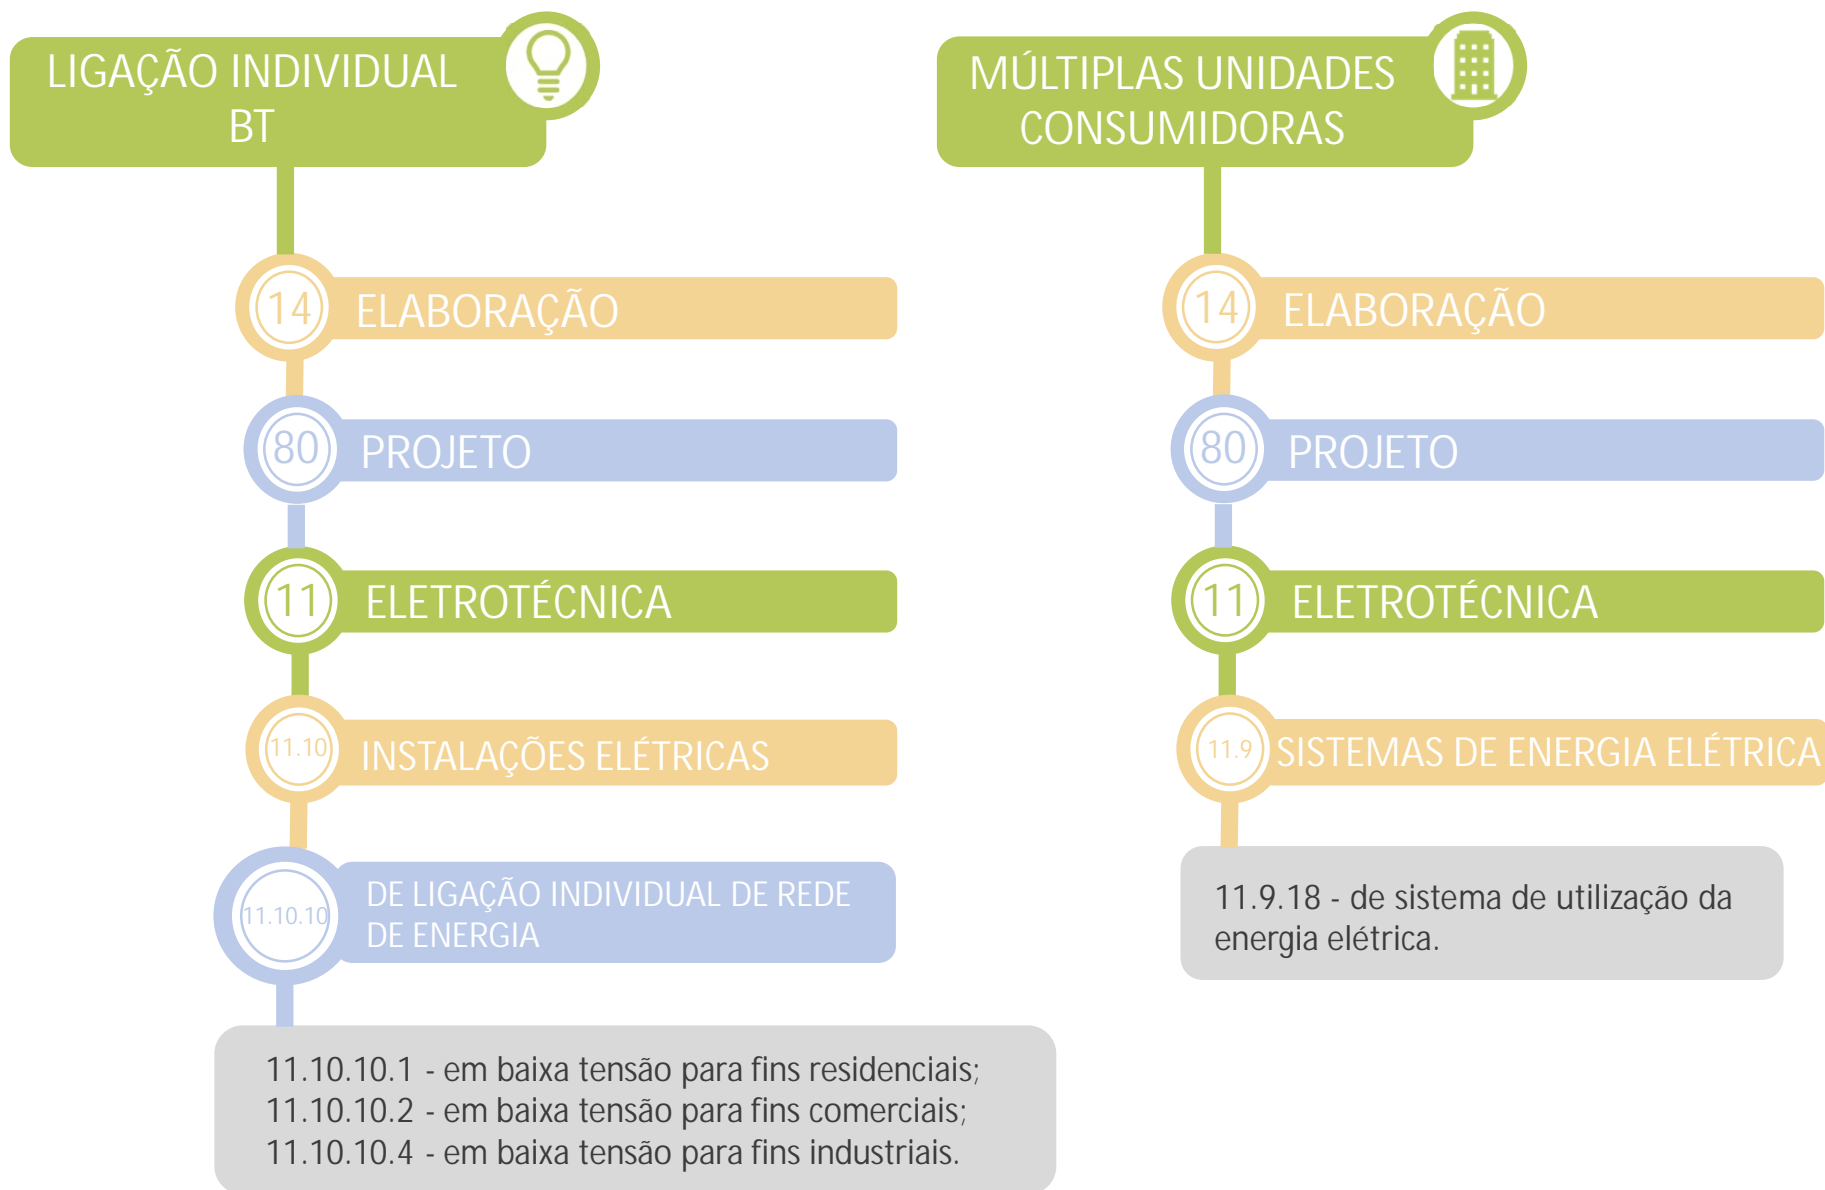 LIGAÇÃO INDIVIDUAL
BT
14
ELABORAÇÃO
80
PROJETO
11
ELETROTÉCNICA
11.10
INSTALAÇÕES ELÉTRICAS
11.10.10
DE LIGAÇÃO INDIVIDUAL DE REDE
DE ENERGIA
11.10.10.1 - em baixa tensão para fins residenciais;
11.10.10.2 - em baixa tensão para fins comerciais;
11.10.10.4 - em baixa tensão para fins industriais.
MÚLTIPLAS UNIDADES
CONSUMIDORAS
14
ELABORAÇÃO
80
PROJETO
11
ELETROTÉCNICA
11.9
SISTEMAS DE ENERGIA ELÉTRICA
11.9.18 - de sistema de utilização da
energia elétrica.